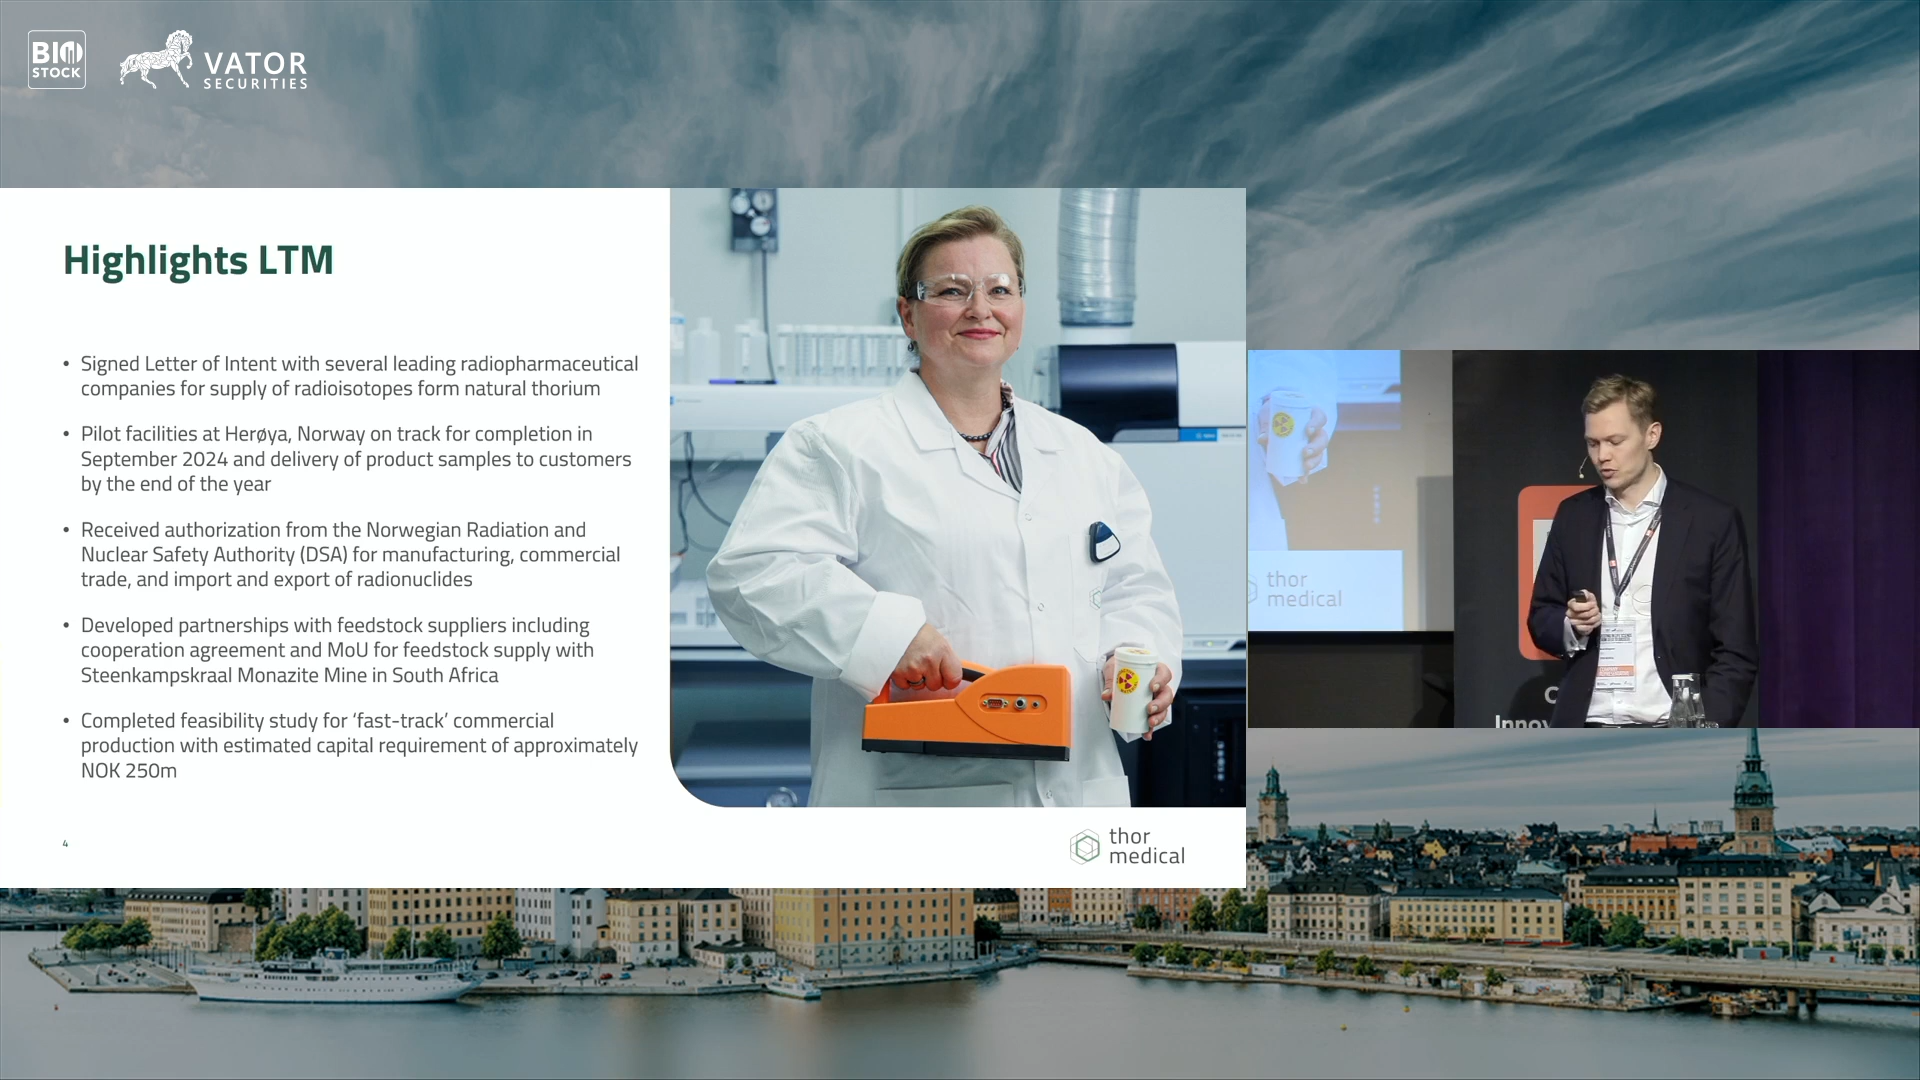 BIO
STOCK
VATOR
SECURITIES
Highlights LTM
• Signed Letter of Intent with several leading radiopharmaceutical
companies for supply of radioisotopes form natural thorium
• Pilot facilities at Herøya, Norway on track for completion in
September 2024 and delivery of product samples to customers
by the end of the year
• Received authorization from the Norwegian Radiation and
Nuclear Safety Authority (DSA) for manufacturing, commercial
trade, and import and export of radionuclides
• Developed partnerships with feedstock suppliers including
cooperation agreement and MoU for feedstock supply with
Steenkampskraal Monazite Mine in South Africa
• Completed feasibility study for ‘fast-track’ commercial
production with estimated capital requirement of approximately
NOK 250m
4
thor
medical
thor
medical